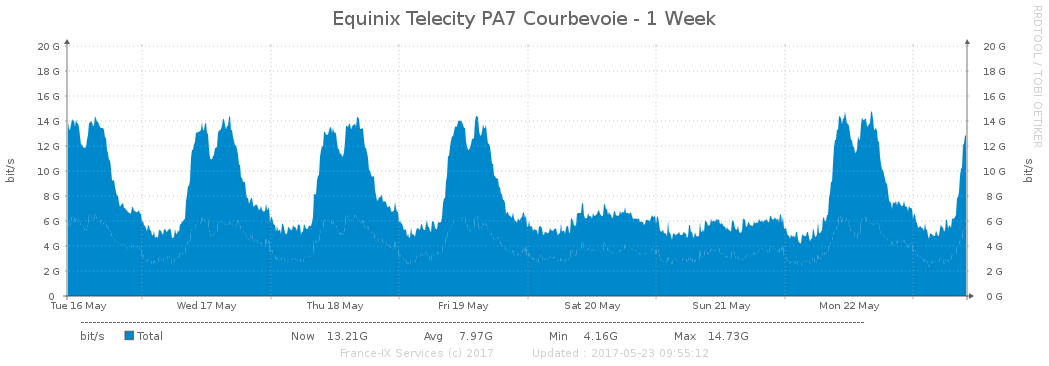 Equinix Telecity PA7 Courbevoie - 1 Week
RRDTOOL / TOBI OETIKER
bit/s
20 G 20 G
18 G 18 G
16 G 16 G
14 G 14 G
12 G 12 G
10 G 10 G
8 G 8 G
6 G 6 G
4 G 4 G
2 G 2 G
0 0 G
bit/s
Tue 16 May Wed 17 May Thu 18 May Fri 19 May Sat 20 May Sun 21 May Mon 22 May
bit/s Total Now 13.21G Avg 7.97G Min 4.16G Max 14.73G
France-IX Services (c) 2017 Updated : 2017-05-23 09:55:12